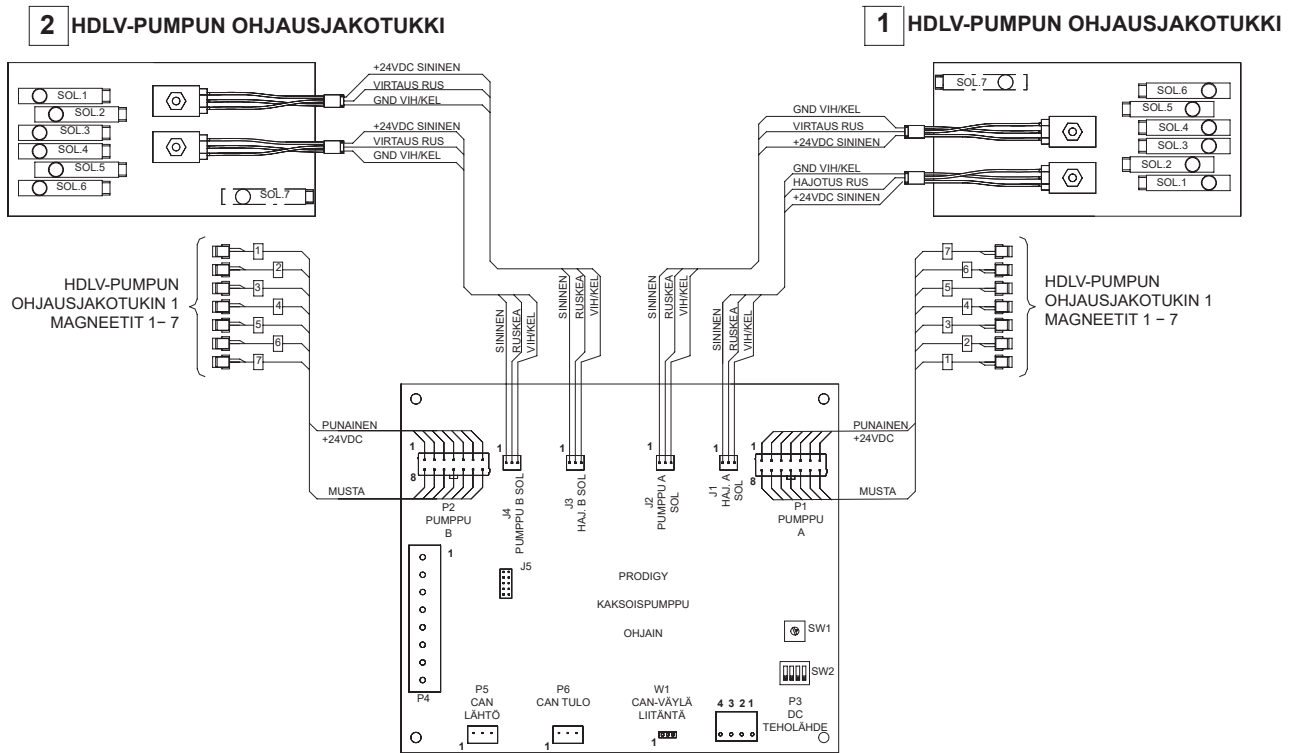 2 HDLV-PUMPUN OHJAUSJAKOTUKKI
1 HDLV-PUMPUN OHJAUSJAKOTUKKI
SOL.1
SOL.2
SOL.3
SOL.4
SOL.5
SOL.6
SOL.7
+24VDC SININEN
VIRTAUS RUS
GND VIH/KEL
+24VDC SININEN
VIRTAUS RUS
GND VIH/KEL
GND VIH/KEL
VIRTAUS RUS
+24VDC SININEN
GND VIH/KEL
HAJOTUS RUS
+24VDC SININEN
SOL.7
SOL.6
SOL.5
SOL.4
SOL.3
SOL.2
SOL.1
HDLV-PUMPUN
OHJAUSJAKOTUKIN 1
MAGNEETIT 1− 7
1
2
3
4
5
6
7
SININEN
RUSKEA
VIH/KEL
SININEN
RUSKEA
VIH/KEL
SININEN
RUSKEA
VIH/KEL
SININEN
RUSKEA
VIH/KEL
7
6
5
4
3
2
1
HDLV-PUMPUN
OHJAUSJAKOTUKIN 1
MAGNEETIT 1 − 7
PUNAINEN
+24VDC
MUSTA
1
8
P2
PUMPPU
B
1
J4
PUMPPU B SOL
1
J3
HAJ. B SOL
1
J2
PUMPPU A
SOL
1
J1
HAJ. A
SOL
1
8
P1
PUMPPU
A
PUNAINEN
+24VDC
MUSTA
1
P4
J5
PRODIGY
KAKSOISPUMPPU
OHJAIN
SW1
SW2
P5
CAN
LÄHTÖ
1
P6
CAN TULO
1
W1
CAN-VÄYLÄ
LIITÄNTÄ
1
4 3 2 1
P3
DC
TEHOLÄHDE